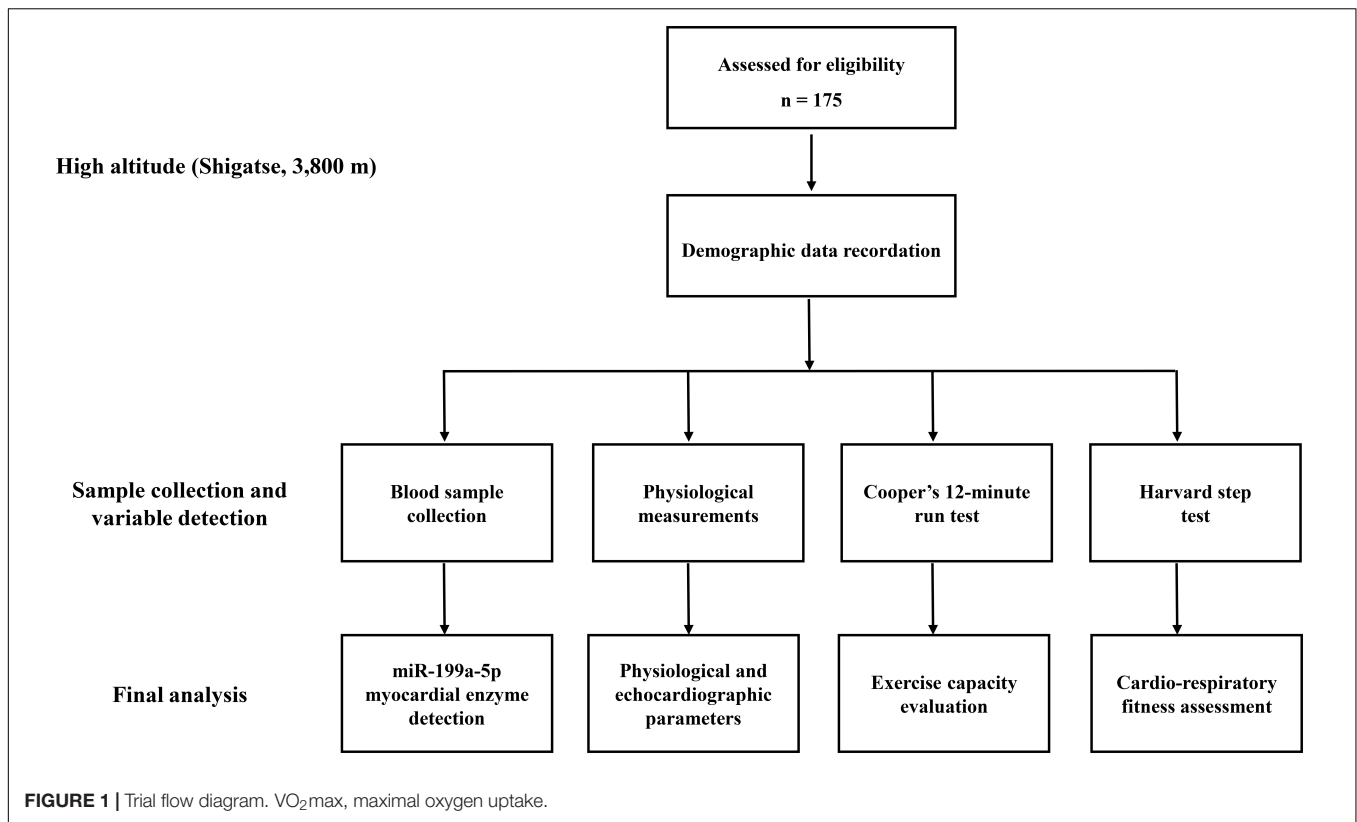 Assessed for eligibility
n = 175
High altitude (Shigatse, 3,800 m)
Demographic data recordation
Sample collection and
variable detection
Blood sample
collection
Physiological
measurements
Cooper's 12-minute
run test
Harvard step
test
Final analysis
miR-199a-5p
myocardial enzyme
detection
Physiological and
echocardiographic
parameters
Exercise capacity
evaluation
Cardio-respiratory
fitness assessment
FIGURE 1 | Trial flow diagram. VO₂max, maximal oxygen uptake.